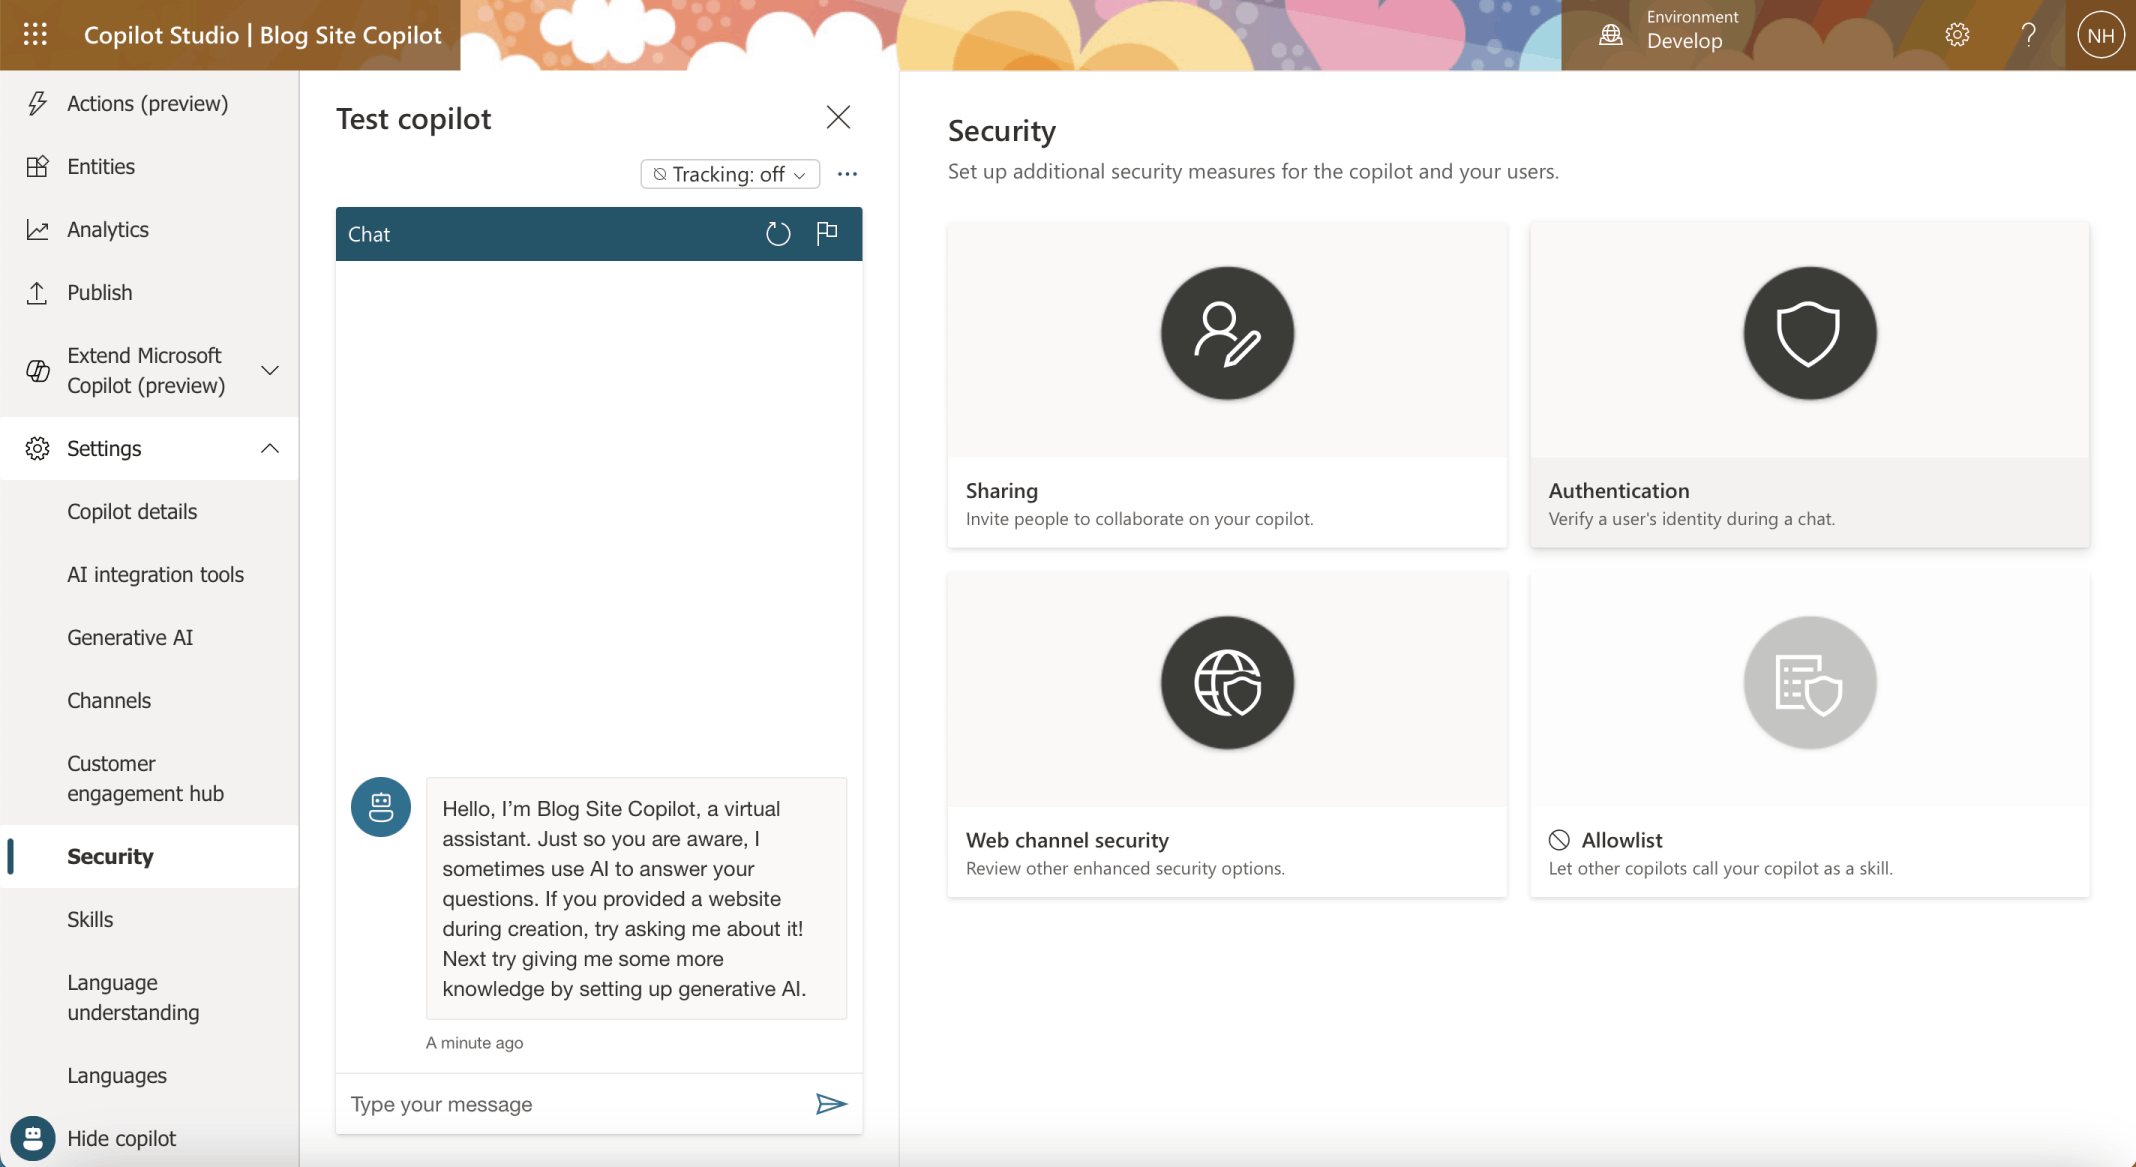 Copilot Studio | Blog Site Copilot
Environment
Develop
NH
Actions (preview)
Entities
Analytics
Publish
Extend Microsoft
Copilot (preview)
Settings
Copilot details
AI integration tools
Generative AI
Channels
Customer
engagement hub
Security
Skills
Language
understanding
Languages
Hide copilot
Test copilot
Tracking: off
Chat
Hello, I’m Blog Site Copilot, a virtual
assistant. Just so you are aware, I
sometimes use AI to answer your
questions. If you provided a website
during creation, try asking me about it!
Next try giving me some more
knowledge by setting up generative AI.
A minute ago
Type your message
Security
Set up additional security measures for the copilot and your users.
Sharing
Invite people to collaborate on your copilot.
Authentication
Verify a user's identity during a chat.
Web channel security
Review other enhanced security options.
Allowlist
Let other copilots call your copilot as a skill.